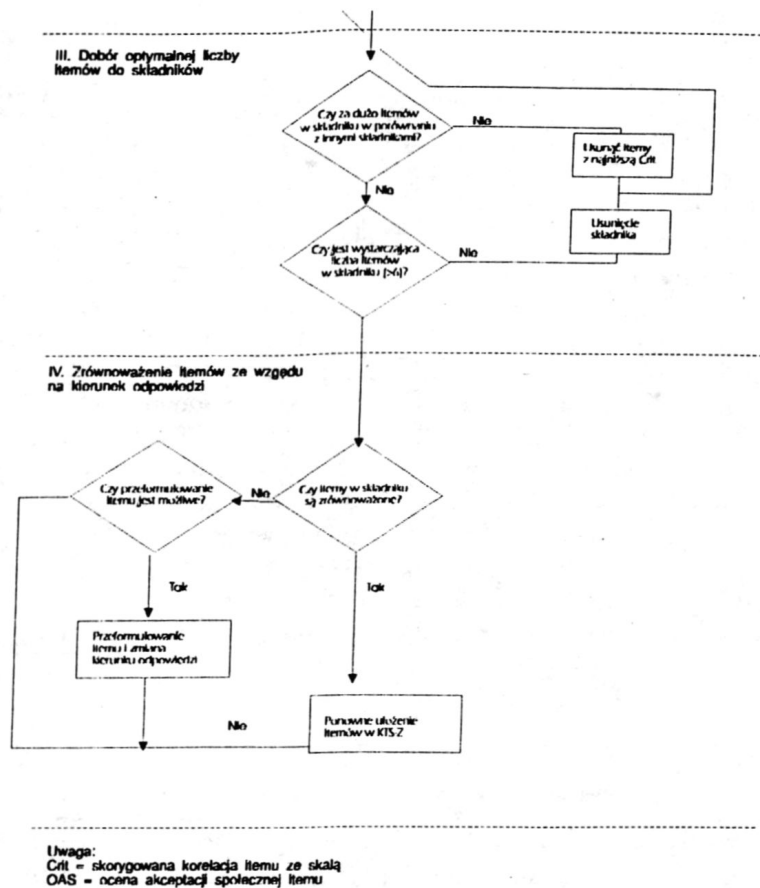 III. Dobór optymalnej liczby
itemów do składników
Czy za dużo itemów
w składniku w porównaniu
z innymi składnikami?
Nie
Usunąć itemy
z najniższą Crit
Nie
Usunięcie
składnika
Czy jest wystarczająca
liczba itemów
w składniku (>6)?
Nie
IV. Zrównoważenie itemów ze wzgędu
na kierunek odpowiedzi
Czy przeformułowanie
itemu jest możliwe?
Nie
Czy itemy w składniku
są zrównoważone?
Tak
Tak
Przeformułowanie
itemu i zmiana
kierunku odpowiedzi
Nie
Ponowne ułożenie
itemów w KTS-Z
Uwaga:
Crit = skorygowana korelacja itemu ze skalą
OAS = ocena akceptacji społecznej itemu